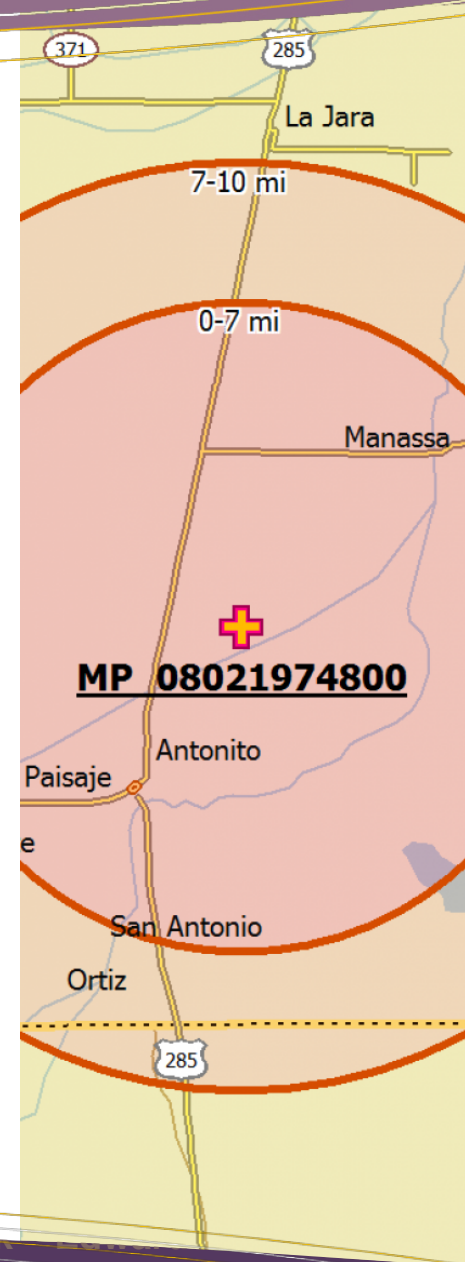 371
285
La Jara
7-10 mi
0-7 mi
Manassa
MP 08021974800
Antonito
Paisaje
e
San Antonio
Ortiz
285